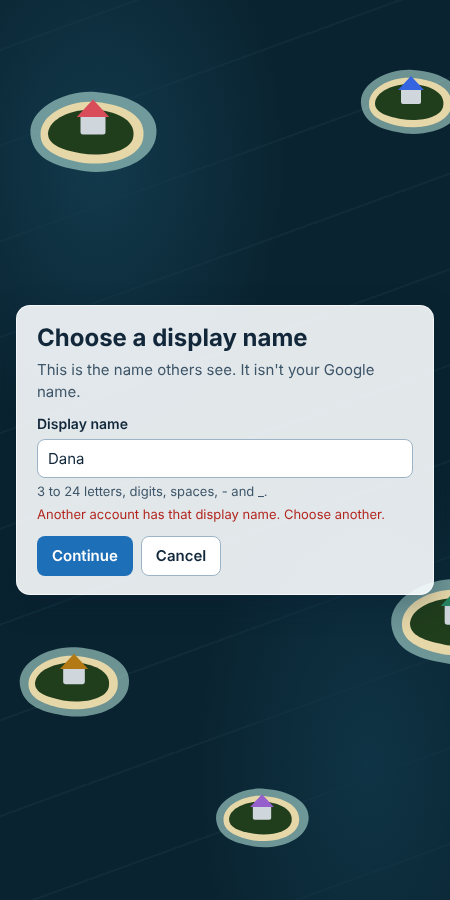 Choose a display name
This is the name others see. It isn't your Google
name.
Display name
Dana
3 to 24 letters, digits, spaces, - and _.
Another account has that display name. Choose another.
Continue
Cancel